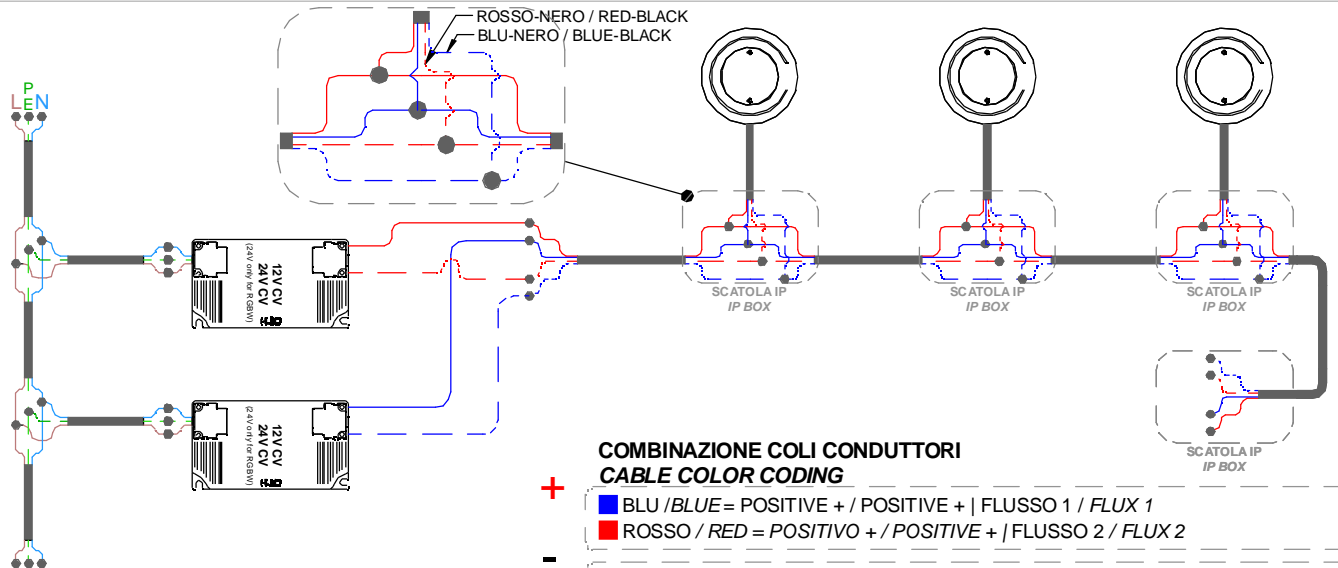 ROSSO-NERO / RED-BLACK
BLU-NERO / BLUE-BLACK
L PE N
12V CV
24V CV
(24V only for RGBW)
12V CV
24V CV
(24V only for RGBW)
SCATOLA IP
IP BOX
SCATOLA IP
IP BOX
SCATOLA IP
IP BOX
SCATOLA IP
IP BOX
COMBINAZIONE COLI CONDUTTORI
CABLE COLOR CODING
+
BLU / BLUE = POSITIVE + / POSITIVE + | FLUSSO 1 / FLUX 1
ROSSO / RED = POSITIVO + / POSITIVE + | FLUSSO 2 / FLUX 2
-